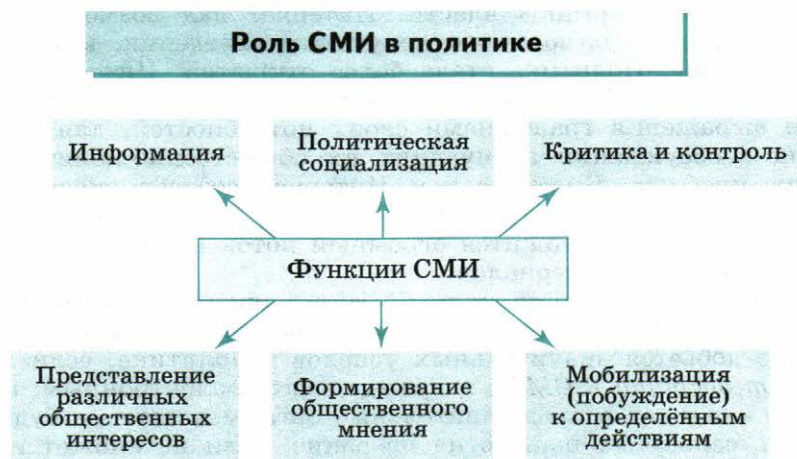 Роль СМИ в политике
Информация
Политическая
социализация
Критика и контроль
Функции СМИ
Представление
различных
общественных
интересов
Формирование
общественного
мнения
Мобилизация
(побуждение)
к определённым
действиям